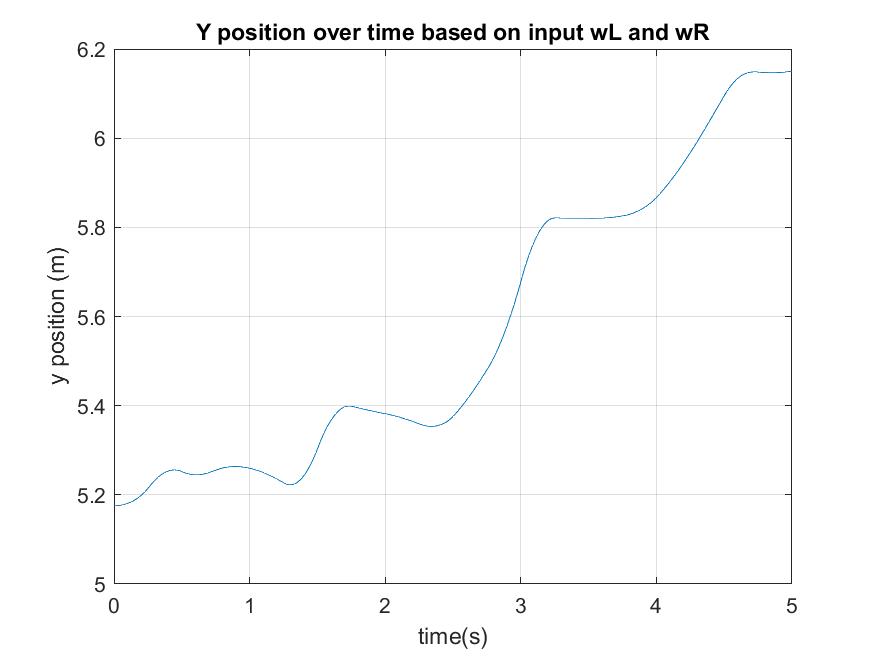 Y position over time based on input wL and wR
6.2
6
5.8
5.6
5.4
5.2
5
y position (m)
0 1 2 3 4 5
time(s)